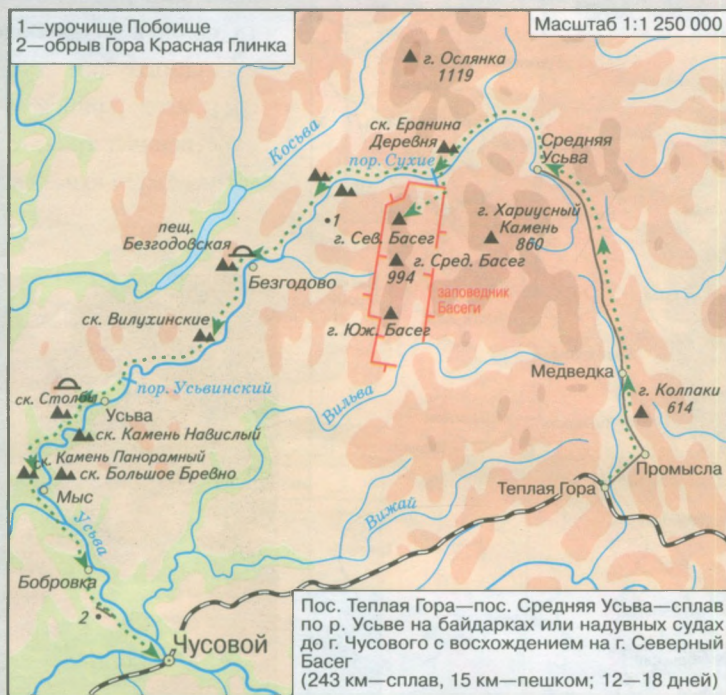 1—урочище Побоище
2—обрыв Гора Красная Глинка
Масштаб 1:1 250 000
г. Ослянка
1119
Косьва
ск. Еранина
Деревня
пор. Сухие
Средняя
Усьва
1
г. Хариусный
Камень
860
г. Сев. Басег
пещ.
Безгодовская
г. Сред. Басег
994
Безгодово
заповедник
Басеги
ск. Вилухинские
г. Юж. Басег
пор. Усьвинский
Вильва
Медведка
ск. Столбы
г. Колпаки
614
Усьва
ск. Камень Навислый
ск. Камень Панорамный
ск. Большое Бревно
Промысла
Мыс
Теплая Гора
Усьва
Вижай
Бобровка
2
Чусовой
Пос. Теплая Гора—пос. Средняя Усьва—сплав
по р. Усьве на байдарках или надувных судах
до г. Чусового с восхождением на г. Северный
Басег
(243 км—сплав, 15 км—пешком; 12—18 дней)